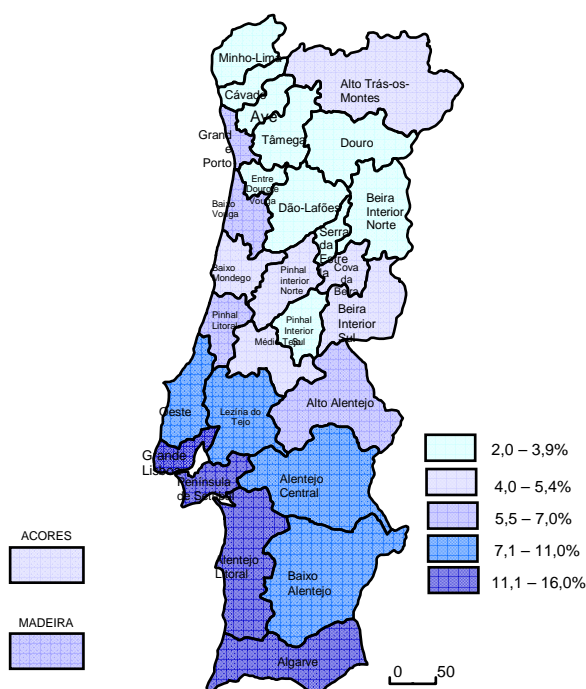 Minho-Lima
Alto Trás-os-
Montes
Cávado
Ave
Grand
e
Porto
Tâmega
Douro
Entre
Douro e
Vouga
Baixo
Vouga
Dão-Lafões
Beira
Interior
Norte
Serra
da
Estre
la
Baixo
Mondego
Pinhal
interior
Norte
Cova
da
Beira
Pinhal
Litoral
Pinhal
Interior
Sul
Beira
Interior
Sul
Médio Tejo
Oeste
Lezíria do
Tejo
Alto Alentejo
Grande
Lisboa
Península
de Setúbal
Alentejo
Central
Alentejo
Litoral
Baixo
Alentejo
Algarve
2,0 – 3,9%
4,0 – 5,4%
5,5 – 7,0%
7,1 – 11,0%
11,1 – 16,0%
ACORES
MADEIRA
0 50